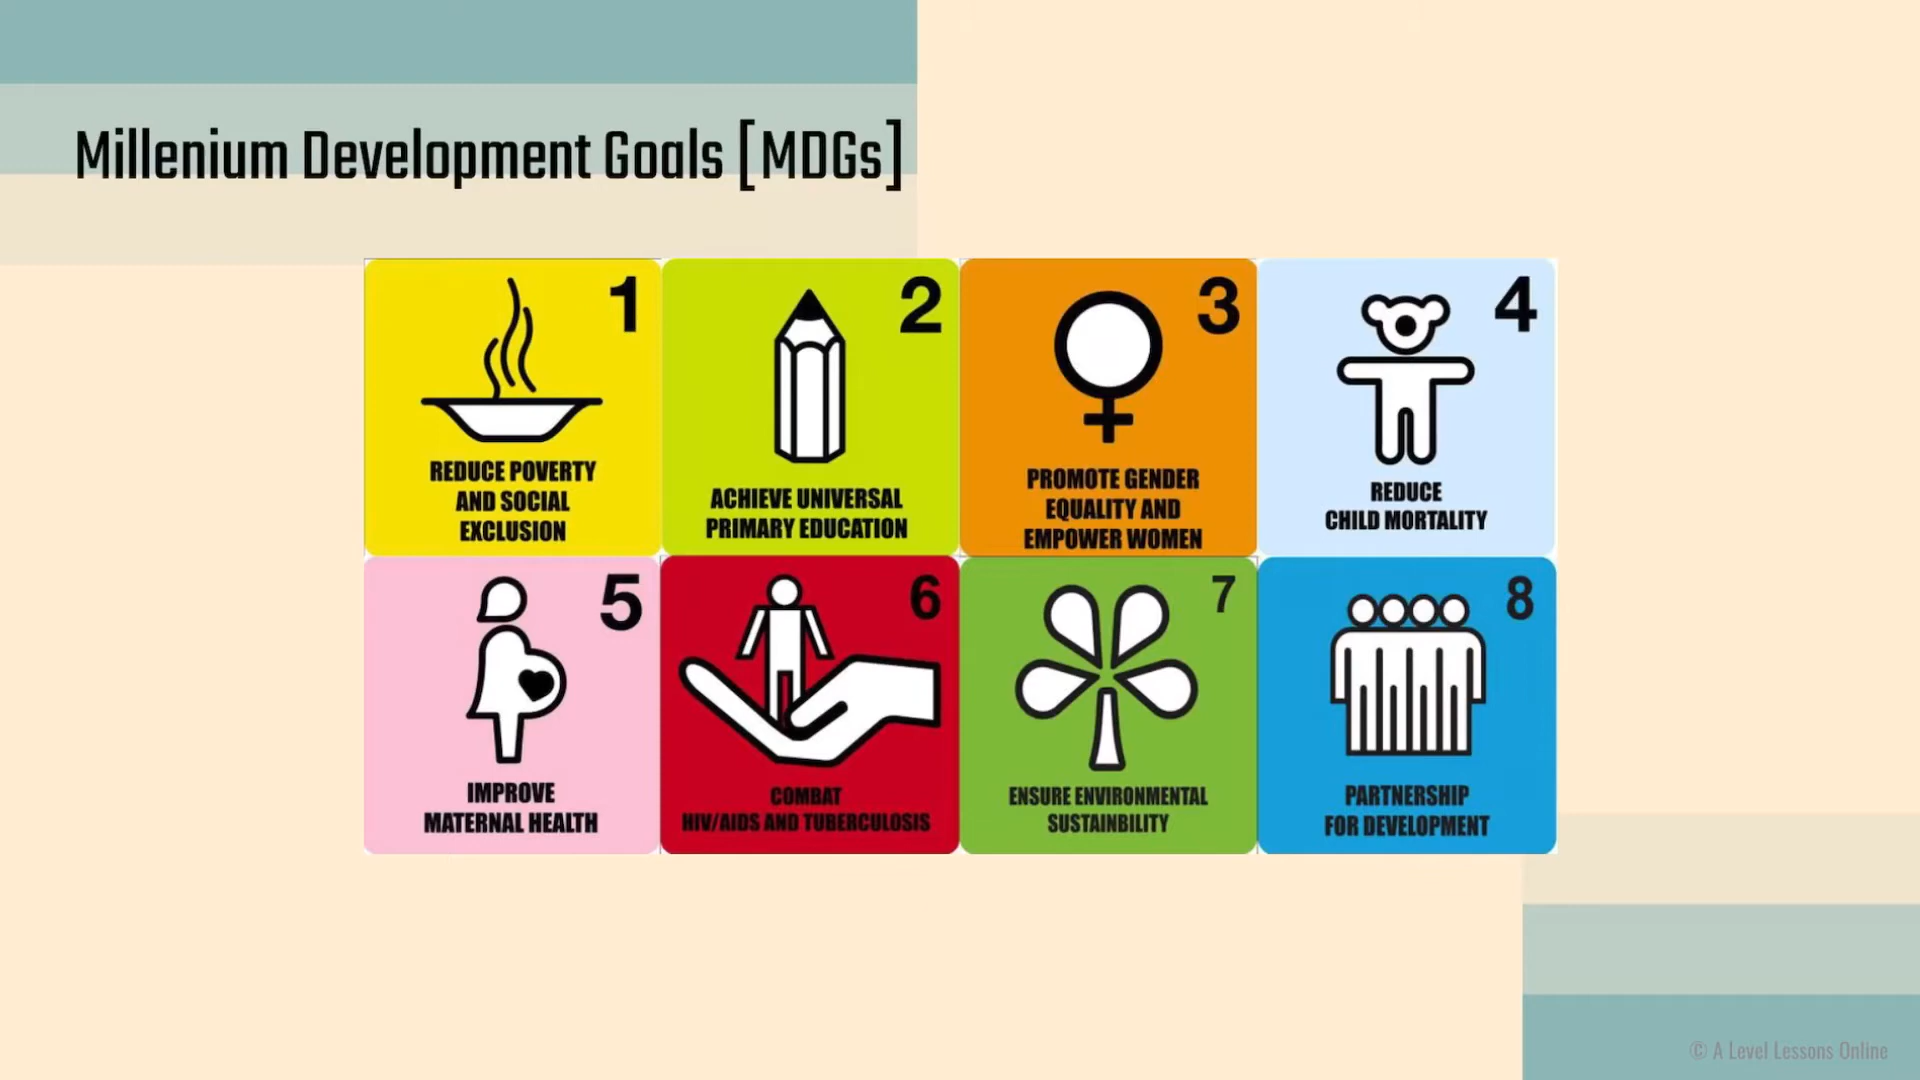 Millenium Development Goals [MDGs]
1
REDUCE POVERTY
AND SOCIAL
EXCLUSION
2
ACHIEVE UNIVERSAL
PRIMARY EDUCATION
3
PROMOTE GENDER
EQUALITY AND
EMPOWER WOMEN
4
REDUCE
CHILD MORTALITY
5
IMPROVE
MATERNAL HEALTH
6
COMBAT
HIV/AIDS AND TUBERCULOSIS
7
ENSURE ENVIRONMENTAL
SUSTAINBILITY
8
PARTNERSHIP
FOR DEVELOPMENT
© A Level Lessons Online